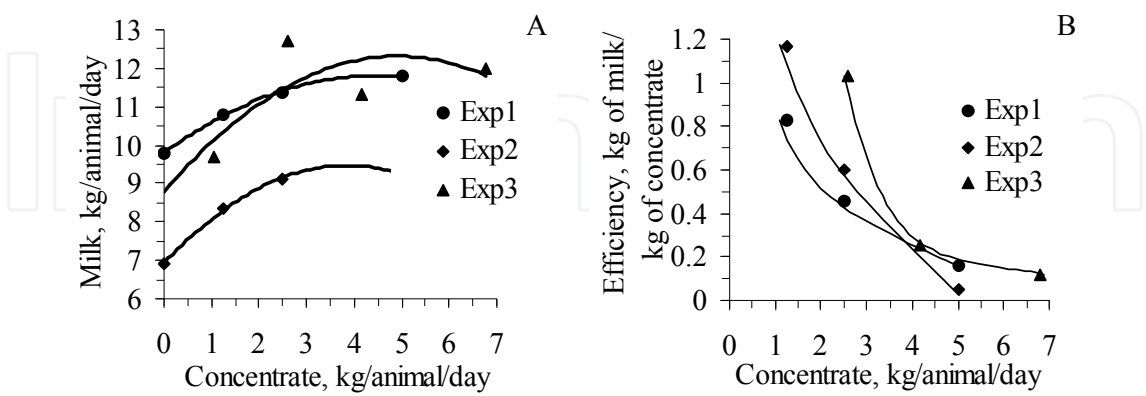 A
Milk, kg/animal/day
13
12
11
10
9
8
7
6
0 1 2 3 4 5 6 7
Concentrate, kg/animal/day
Exp1
Exp2
Exp3
B
Efficiency, kg of milk/
kg of concentrate
1.2
1
0.8
0.6
0.4
0.2
0
0 1 2 3 4 5 6 7
Concentrate, kg/animal/day
Exp1
Exp2
Exp3